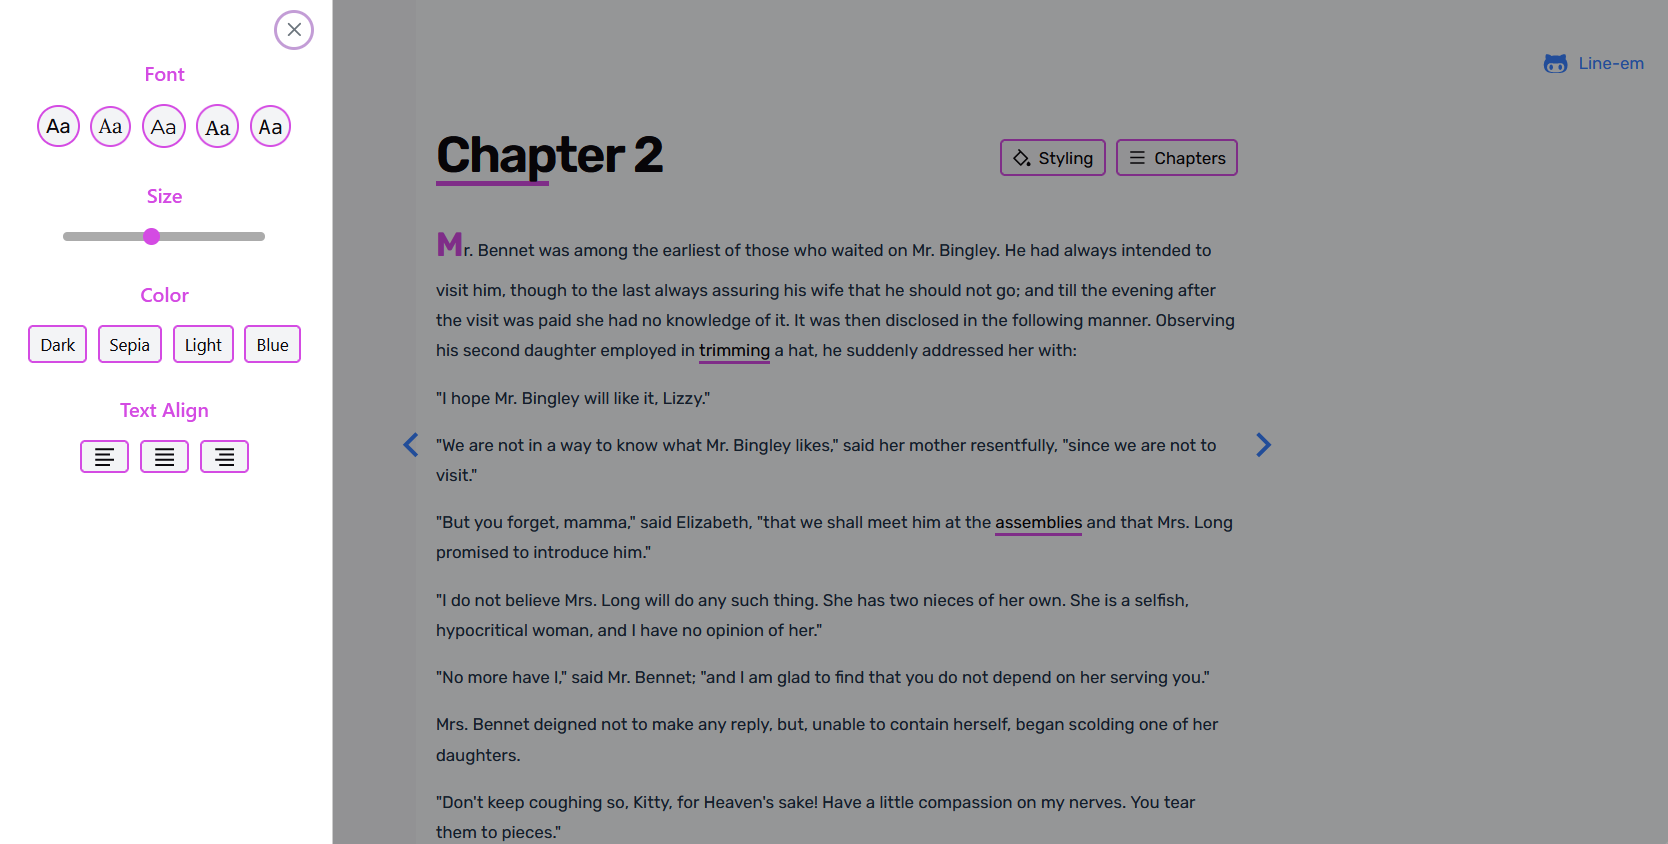 Font
Aa Aa Aa Aa Aa
Size
Color
Dark Sepia Light Blue
Text Align
Line-em
Chapter 2
Styling Chapters
Mr. Bennet was among the earliest of those who waited on Mr. Bingley. He had always intended to
visit him, though to the last always assuring his wife that he should not go; and till the evening after
the visit was paid she had no knowledge of it. It was then disclosed in the following manner. Observing
his second daughter employed in trimming a hat, he suddenly addressed her with:
"I hope Mr. Bingley will like it, Lizzy."
"We are not in a way to know what Mr. Bingley likes," said her mother resentfully, "since we are not to
visit."
"But you forget, mamma," said Elizabeth, "that we shall meet him at the assemblies and that Mrs. Long
promised to introduce him."
"I do not believe Mrs. Long will do any such thing. She has two nieces of her own. She is a selfish,
hypocritical woman, and I have no opinion of her."
"No more have I," said Mr. Bennet; "and I am glad to find that you do not depend on her serving you."
Mrs. Bennet deigned not to make any reply, but, unable to contain herself, began scolding one of her
daughters.
"Don't keep coughing so, Kitty, for Heaven's sake! Have a little compassion on my nerves. You tear
them to pieces."